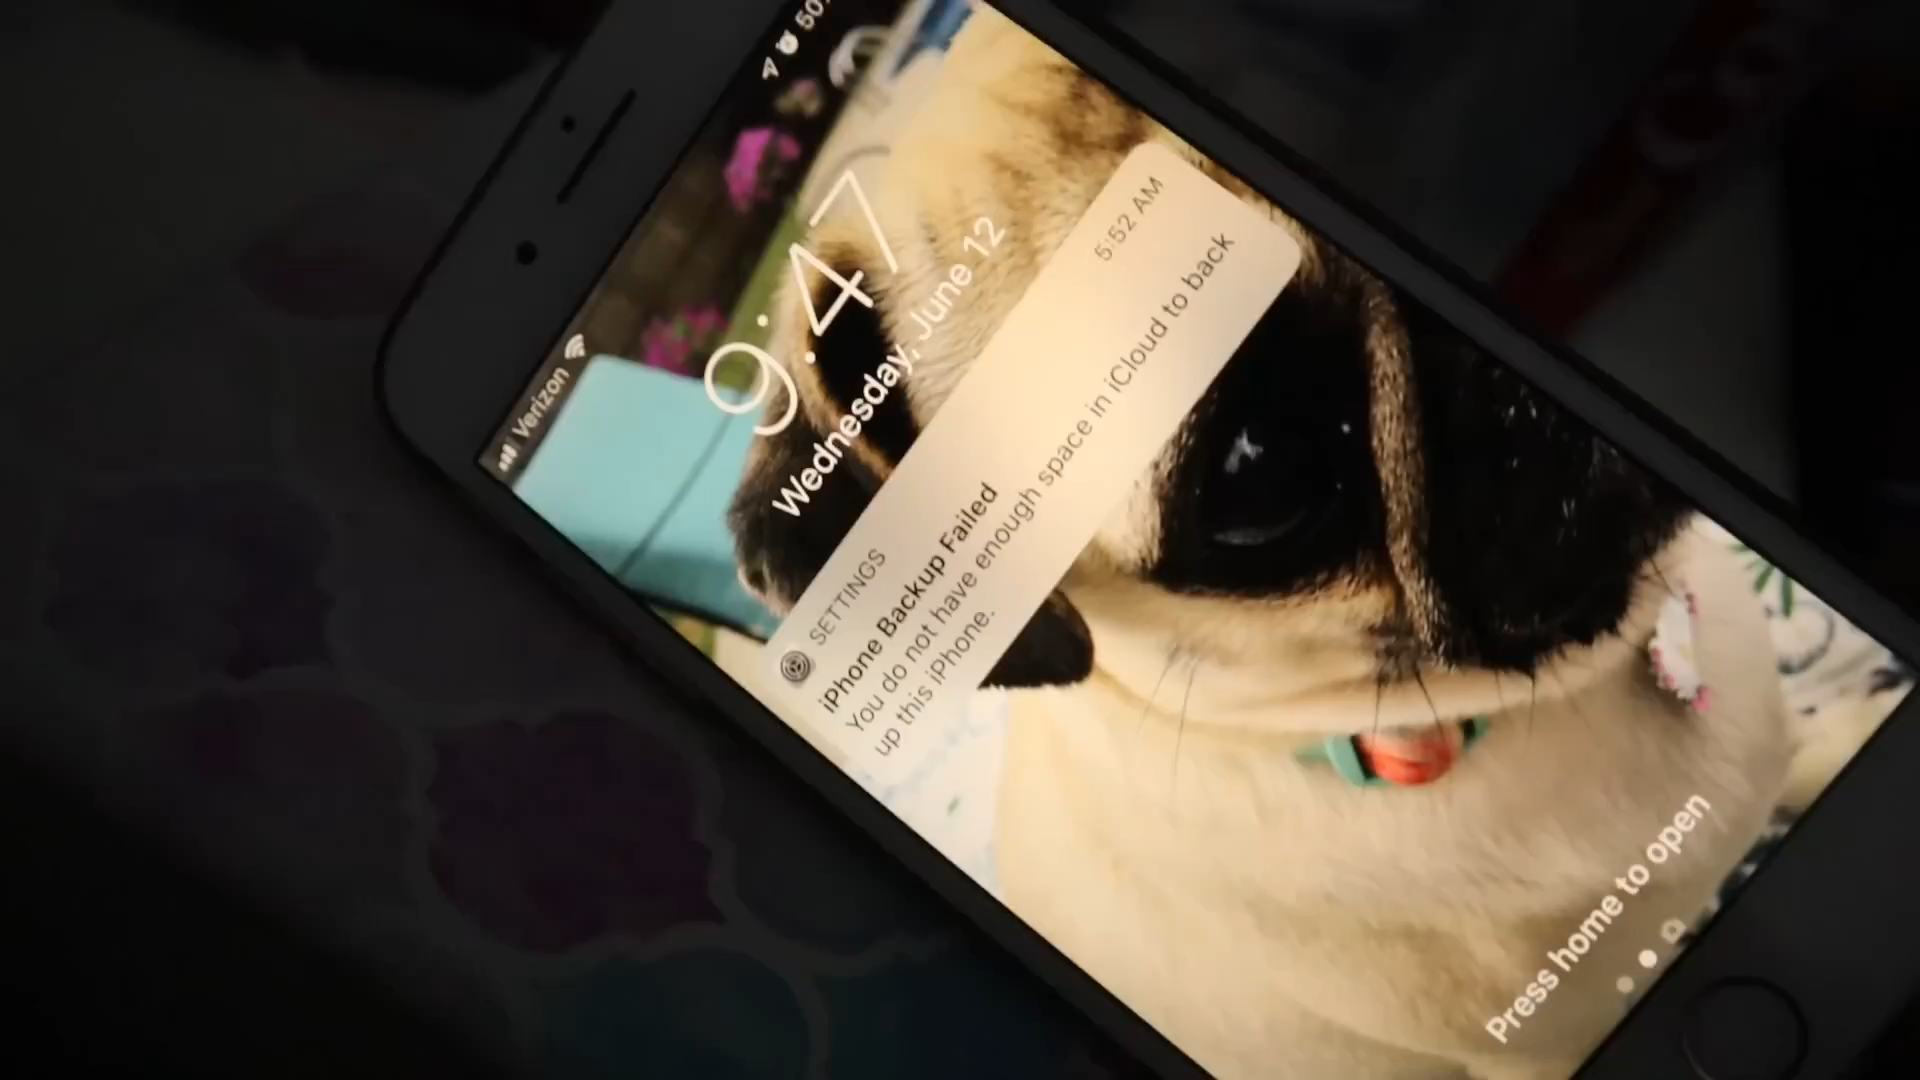 Verizon
9:47
Wednesday, June 12
SETTINGS
5:52 AM
iPhone Backup Failed
You do not have enough space in iCloud to back
up this iPhone.
Press home to open